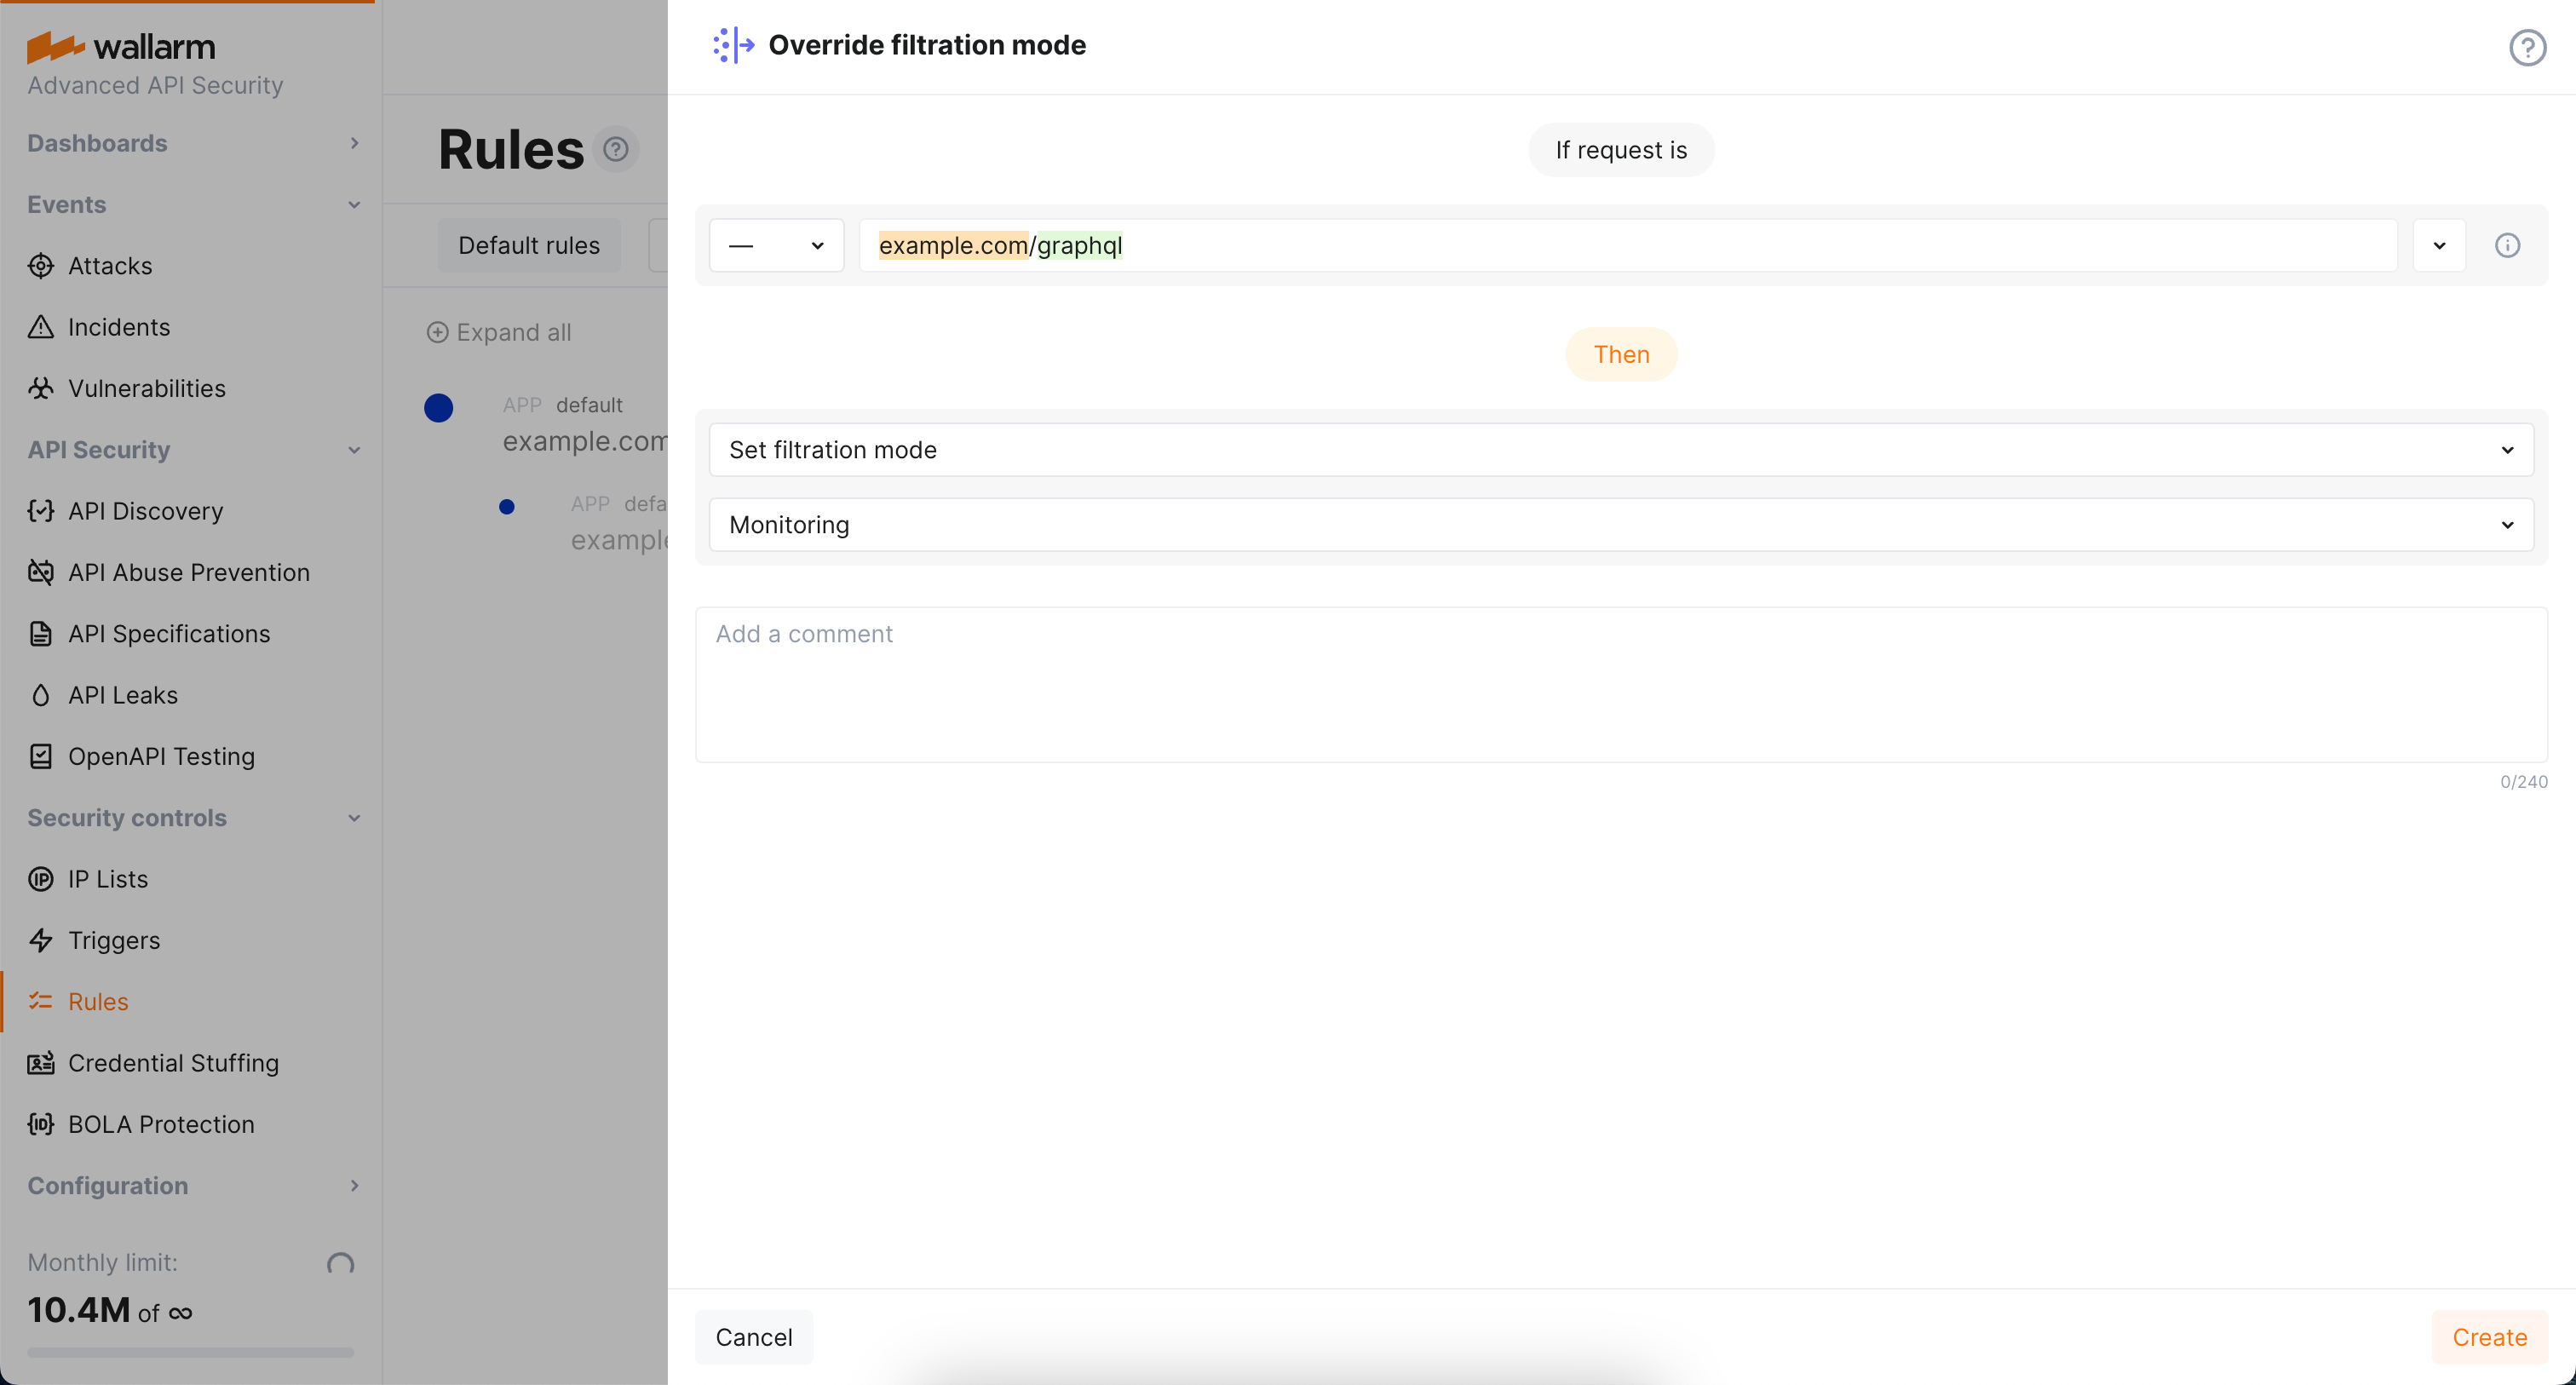 wallarm
Advanced API Security
Dashboards
Events
Attacks
Incidents
Vulnerabilities
API Security
API Discovery
API Abuse Prevention
API Specifications
API Leaks
OpenAPI Testing
Security controls
IP Lists
Triggers
Rules
Credential Stuffing
BOLA Protection
Configuration
Monthly limit:
10.4M of ∞
Rules
Default rules
Expand all
APP default
example.com
APP defa
example
Override filtration mode
If request is
— example.com/graphql
Then
Set filtration mode
Monitoring
Add a comment
0/240
Cancel
Create